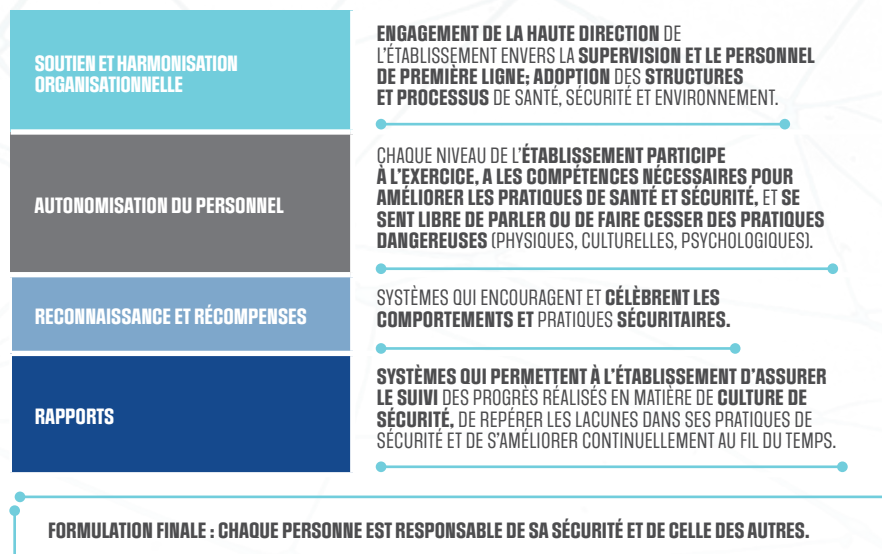 SOUTIEN ET HARMONISATION
ORGANISATIONNELLE
ENGAGEMENT DE LA HAUTE DIRECTION DE
L'ÉTABLISSEMENT ENVERS LA SUPERVISION ET LE PERSONNEL
DE PREMIÈRE LIGNE; ADOPTION DES STRUCTURES
ET PROCESSUS DE SANTÉ, SÉCURITÉ ET ENVIRONNEMENT.
AUTONOMISATION DU PERSONNEL
CHAQUE NIVEAU DE L'ÉTABLISSEMENT PARTICIPE
À L'EXERCICE, A LES COMPÉTENCES NÉCESSAIRES POUR
AMÉLIORER LES PRATIQUES DE SANTÉ ET SÉCURITÉ, ET SE
SENT LIBRE DE PARLER OU DE FAIRE CESSER DES PRATIQUES
DANGEREUSES (PHYSIQUES, CULTURELLES, PSYCHOLOGIQUES).
RECONNAISSANCE ET RÉCOMPENSES
SYSTÈMES QUI ENCOURAGENT ET CÉLÈBRENT LES
COMPORTEMENTS ET PRATIQUES SÉCURITAIRES.
RAPPORTS
SYSTÈMES QUI PERMETTENT À L'ÉTABLISSEMENT D'ASSURER
LE SUIVI DES PROGRÈS RÉALISÉS EN MATIÈRE DE CULTURE DE
SÉCURITÉ, DE REPÉRER LES LACUNES DANS SES PRATIQUES DE
SÉCURITÉ ET DE S'AMÉLIORER CONTINUELLEMENT AU FIL DU TEMPS.
FORMULATION FINALE : CHAQUE PERSONNE EST RESPONSABLE DE SA SÉCURITÉ ET DE CELLE DES AUTRES.